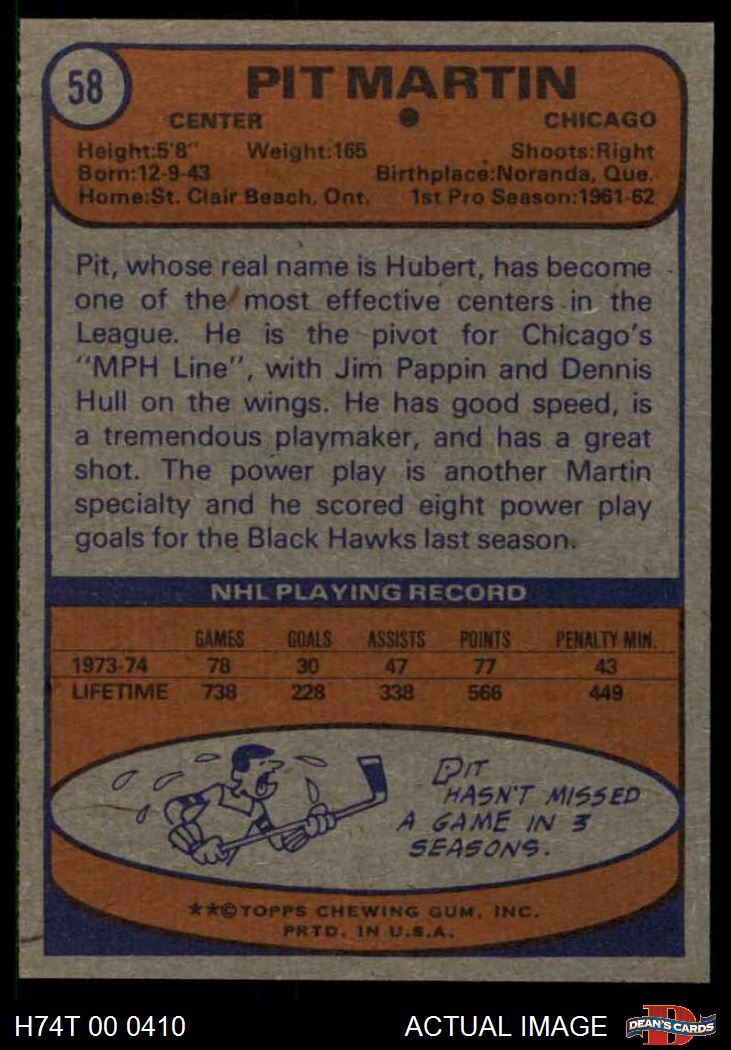 58
PIT MARTIN
CENTER CHICAGO
Height:5'8" Weight:165 Shoots:Right
Born:12-9-43 Birthplace:Noranda, Que.
Home:St. Clair Beach, Ont. 1st Pro Season:1961-62
Pit, whose real name is Hubert, has become
one of the most effective centers in the
League. He is the pivot for Chicago's
"MPH Line", with Jim Pappin and Dennis
Hull on the wings. He has good speed, is
a tremendous playmaker, and has a great
shot. The power play is another Martin
specialty and he scored eight power play
goals for the Black Hawks last season.
NHL PLAYING RECORD
GAMES GOALS ASSISTS POINTS PENALTY MIN.
1973-74 78 30 47 77 43
LIFETIME 738 228 338 566 449
PIT
HASN'T MISSED
A GAME IN 3
SEASONS.
**©TOPPS CHEWING GUM, INC.
PRTD. IN U.S.A.
H74T 00 0410 ACTUAL IMAGE D DEAN'S CARDS